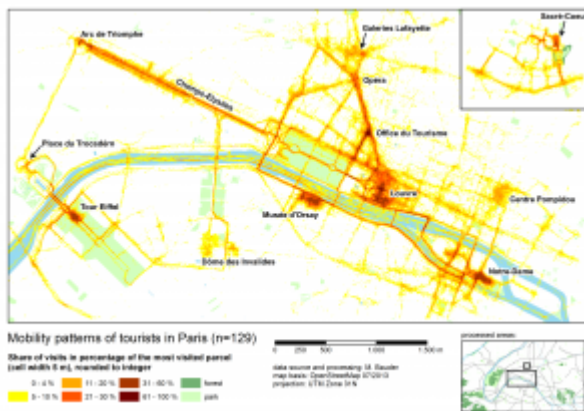 Arc de Triomphe
Galeries Lafayette
Sacré-Cœur
Opéra
Champs-Elysées
Office du Tourisme
Place du Trocadéro
Louvre
Centre Pompidou
Tour Eiffel
Musée d'Orsay
Dôme des Invalides
Notre-Dame
Mobility patterns of tourists in Paris (n=129)
Share of visits in percentage of the most visited parcel
(cell width 5 m), rounded to integer
0 - 4 % 11 - 20 % 31 - 60 % forest
5 - 10 % 21 - 30 % 61 - 100 % park
0 500 1.000 1.500 m
data source and processing: M. Bauder
map basis: OpenStreetMap 07/2013
projection: UTM Zone 31N
processed areas: